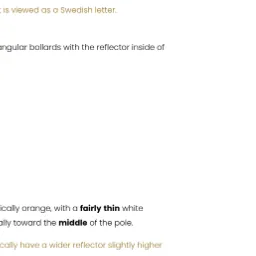 is viewed as a Swedish letter.
angular bollards with the reflector inside of
ically orange, with a fairly thin white
ally toward the middle of the pole.
cally have a wider reflector slightly higher